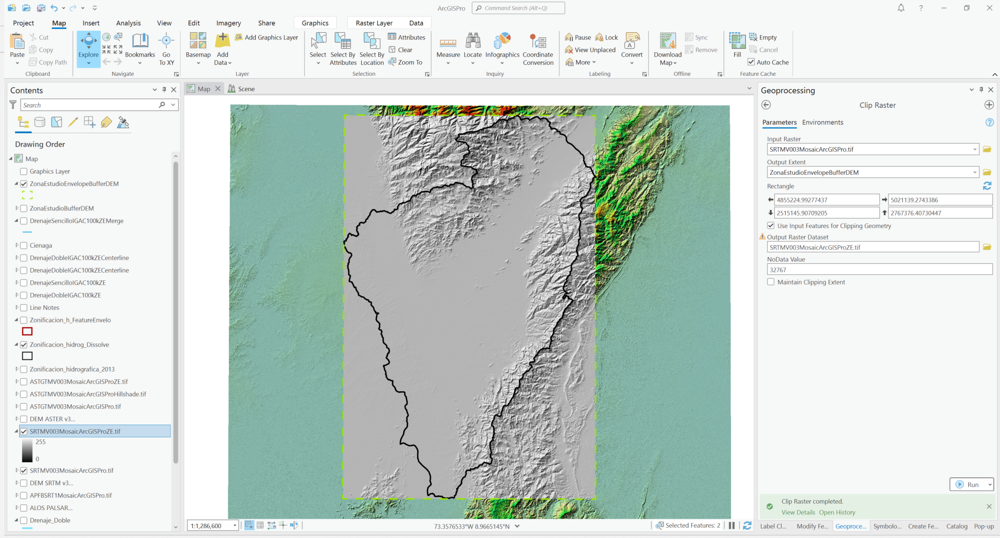 ArcGISPro
Command Search (Alt+Q)
Project Map Insert Analysis View Edit Imagery Share Graphics Raster Layer Data
Paste
Cut
Copy
Copy Path
Clipboard
Explore
Bookmarks
Go To XY
Navigate
Basemap
Add Data
Add Graphics Layer
Layer
Select
Select By Attributes
Select By Location
Attributes
Clear
Zoom To
Selection
Measure
Locate
Infographics
Coordinate Conversion
Inquiry
Pause
Lock
View Unplaced
More
Convert
Labeling
Download Map
Sync
Remove
Offline
Fill
Empty
Cancel
Auto Cache
Feature Cache
Contents
Search
Drawing Order
Map
Graphics Layer
ZonaEstudioEnvelopeBufferDEM
ZonaEstudioBufferDEM
DrenajeSencilloIGAC100kZEMerge
Cienaga
DrenajeDobleIGAC100kZECenterline
DrenajeDobleIGAC100kZECenterline
DrenajeSencilloIGAC100kZE
DrenajeDobleIGAC100kZE
Line Notes
Zonificacion_h_FeatureEnvelo
Zonificacion_hidrog_Dissolve
Zonificacion_hidrografica_2013
ASTGTMV003MosaicArcGISProZE.tif
ASTGTMV003MosaicArcGISProHillshade.tif
ASTGTMV003MosaicArcGISPro.tif
DEM ASTER v3...
SRTMV003MosaicArcGISProZE.tif
255
0
SRTMV003MosaicArcGISPro.tif
DEM SRTM v3...
APFBSRT1MosaicArcGISPro.tif
ALOS PALSAR...
Drenaje_Doble
Map
Scene
1:1,286,600
73.3576533°W 8.9665145°N
Selected Features: 2
Geoprocessing
Clip Raster
Parameters Environments
Input Raster
SRTMV003MosaicArcGISPro.tif
Output Extent
ZonaEstudioEnvelopeBufferDEM
Rectangle
4855224.99277437 5021139.2743386
2515145.90709205 2767376.40730447
Use Input Features for Clipping Geometry
Output Raster Dataset
SRTMV003MosaicArcGISProZE.tif
NoData Value
32767
Maintain Clipping Extent
Run
Clip Raster completed.
View Details Open History
Label Cl... Modify Fe... Geoproce... Symbolo... Create Fe... Catalog Pop-up